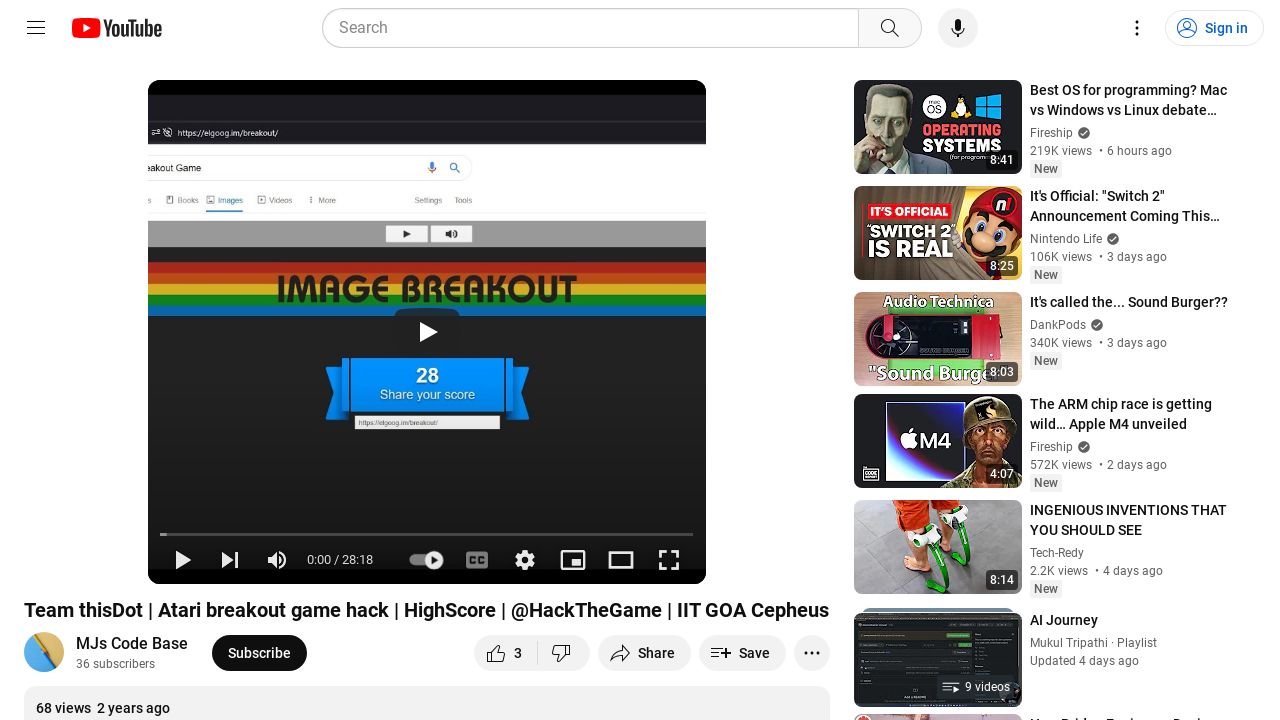 YouTube
Search
Sign in
https://elgoog.im/breakout/
eakout Game
s
Books
Images
Videos
More
Settings
Tools
IMAGE BREAKOUT
28
Share your score
https://elgoog.im/breakout/
0:00 / 28:18
CC
Team thisDot | Atari breakout game hack | HighScore | @HackTheGame | IIT GOA Cepheus
MJs Code Base
36 subscribers
Subscribe
3
Share
Save
68 views 2 years ago
mac OS
OPERATING
SYSTEMS
(for programmers)
8:41
Best OS for programming? Mac
vs Windows vs Linux debate…
Fireship
219K views • 6 hours ago
New
IT'S OFFICIAL
"SWITCH 2"
IS REAL
8:25
It's Official: "Switch 2"
Announcement Coming This…
Nintendo Life
106K views • 3 days ago
New
Audio Technica
"Sound Burge
8:03
It's called the... Sound Burger??
DankPods
340K views • 3 days ago
New
M4
THE CODE REPORT
4:07
The ARM chip race is getting
wild… Apple M4 unveiled
Fireship
572K views • 2 days ago
New
8:14
INGENIOUS INVENTIONS THAT
YOU SHOULD SEE
Tech-Redy
2.2K views • 4 days ago
New
9 videos
AI Journey
Mridul Tripathi · Playlist
Updated 4 days ago